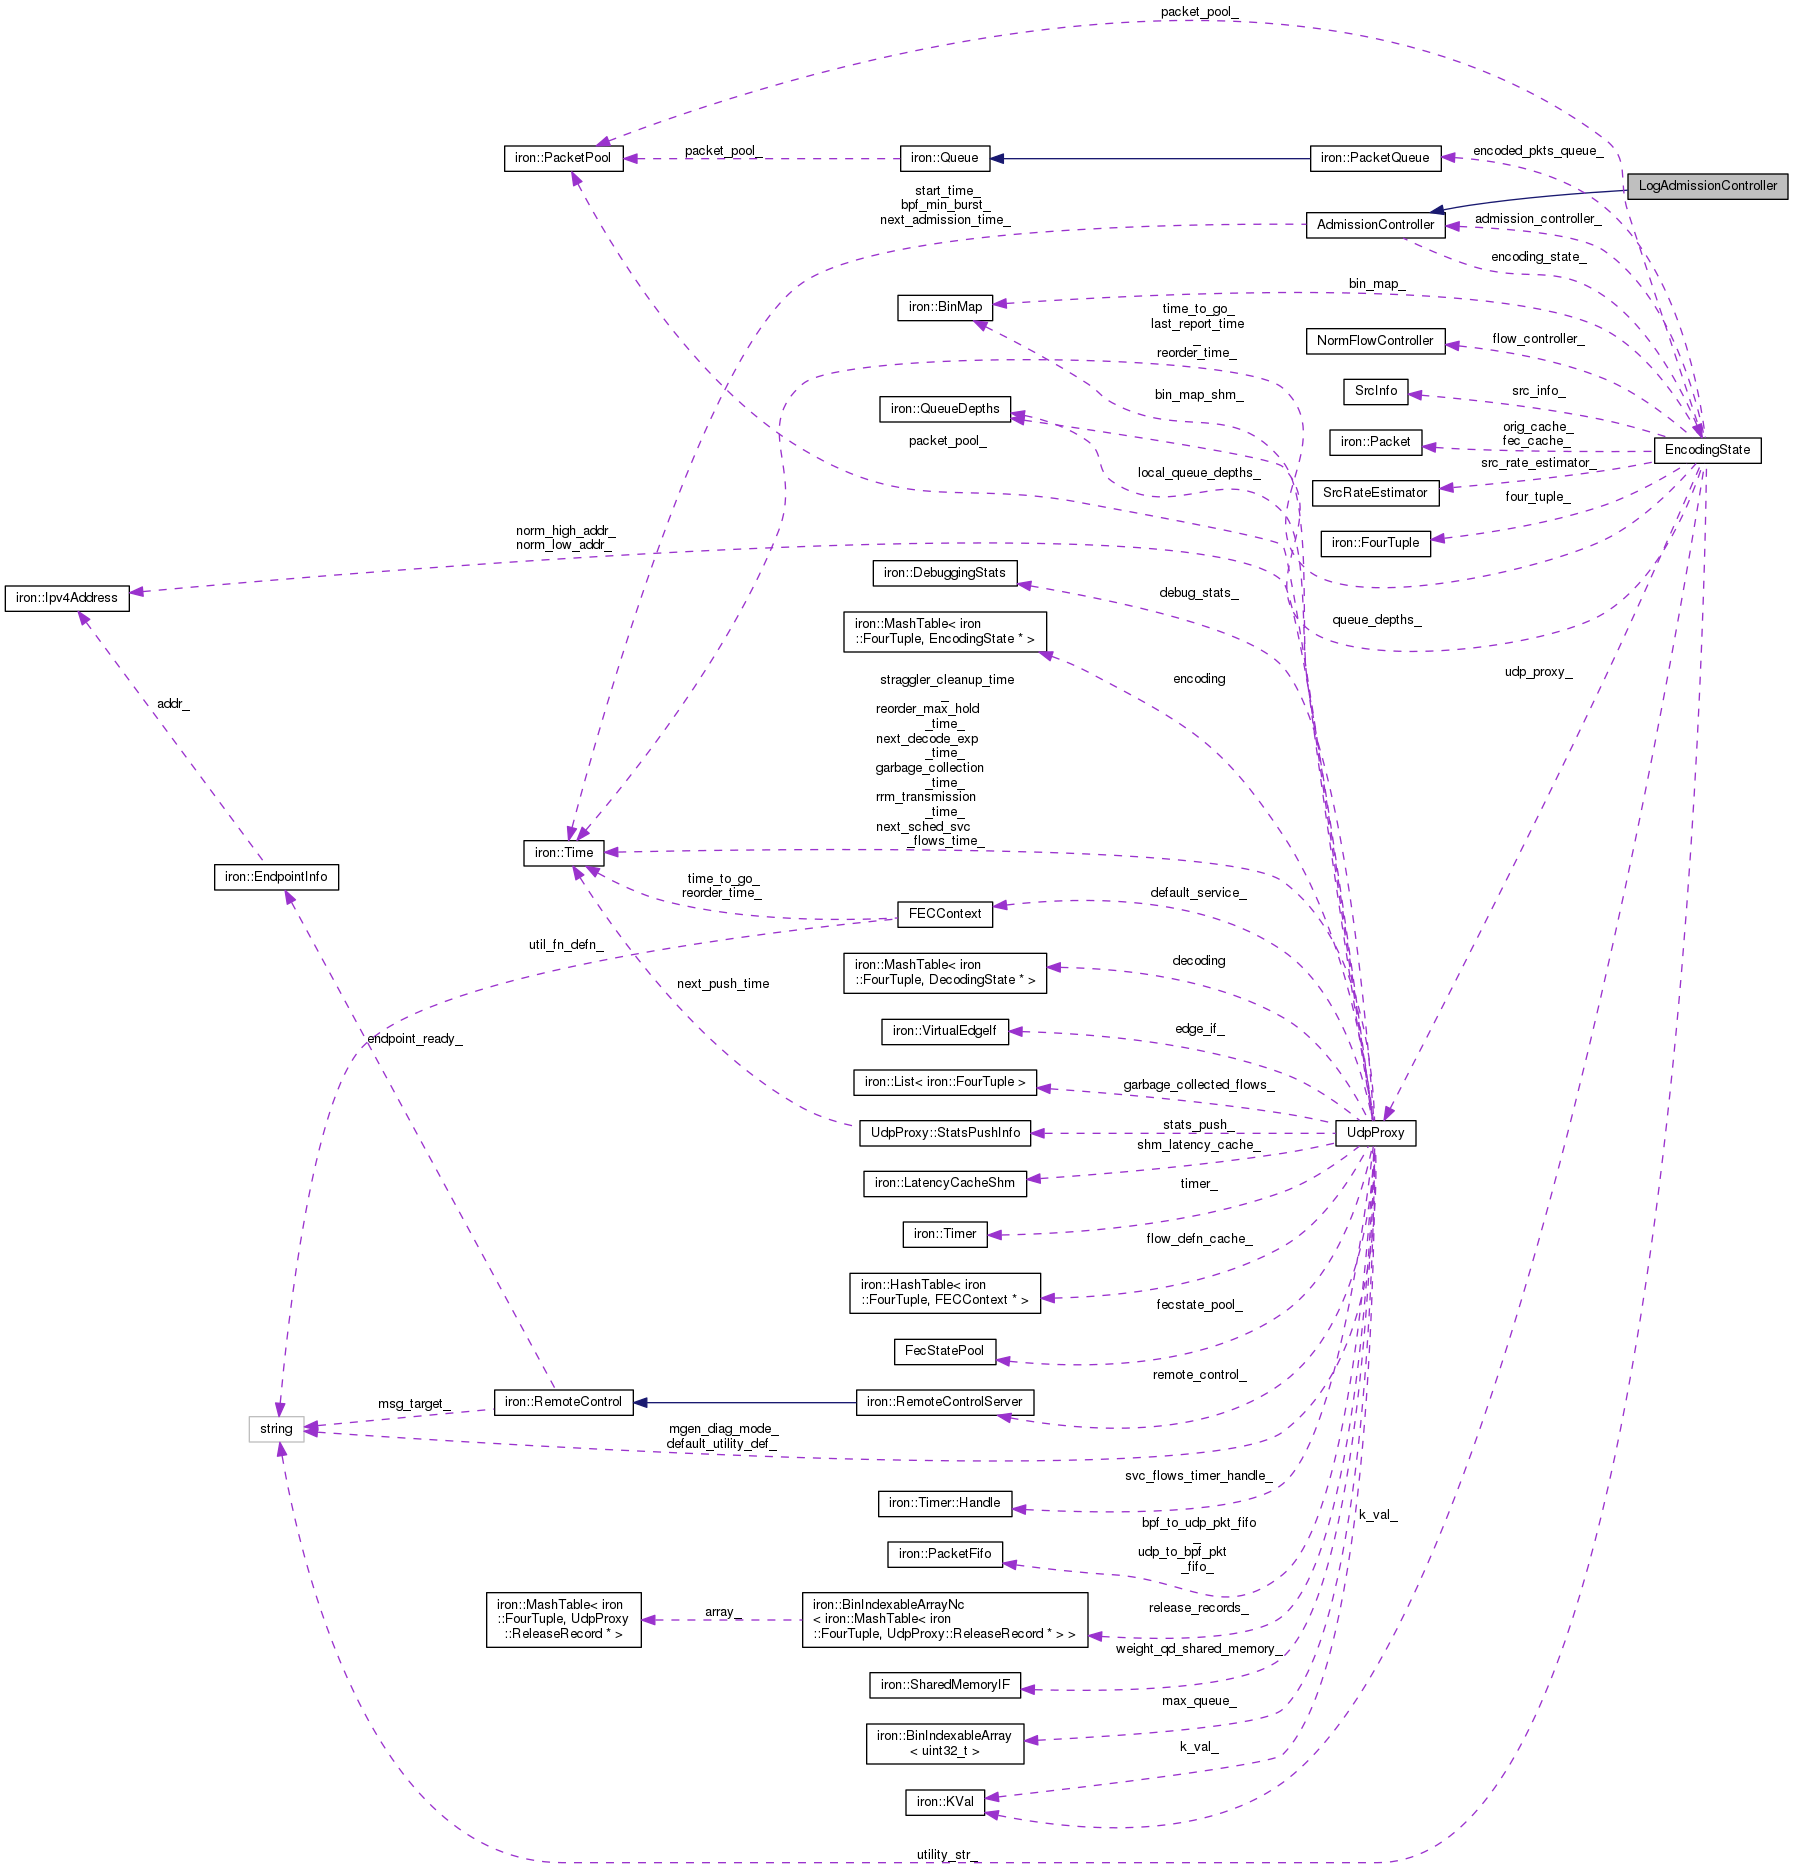 packet_pool_
iron::PacketPool
packet_pool_
iron::Queue
iron::PacketQueue
encoded_pkts_queue_
LogAdmissionController
start_time_
bpf_min_burst_
next_admission_time_
AdmissionController
admission_controller_
encoding_state_
bin_map_
iron::BinMap
time_to_go_
last_report_time
_
reorder_time_
NormFlowController
flow_controller_
SrcInfo
src_info_
bin_map_shm_
iron::QueueDepths
packet_pool_
iron::Packet
orig_cache_
fec_cache_
EncodingState
local_queue_depths_
src_rate_estimator_
SrcRateEstimator
four_tuple_
norm_high_addr_
norm_low_addr_
iron::FourTuple
iron::Ipv4Address
iron::DebuggingStats
debug_stats_
iron::MashTable< iron
::FourTuple, EncodingState * >
queue_depths_
encoding
udp_proxy_
addr_
straggler_cleanup_time
_
reorder_max_hold
_time_
next_decode_exp
_time_
garbage_collection
_time_
rrm_transmission
_time_
next_sched_svc
_flows_time_
iron::Time
iron::EndpointInfo
time_to_go_
reorder_time_
default_service_
FECContext
util_fn_defn_
iron::MashTable< iron
::FourTuple, DecodingState * >
decoding
next_push_time
iron::VirtualEdgeIf
edge_if_
endpoint_ready_
iron::List< iron::FourTuple >
garbage_collected_flows_
UdpProxy::StatsPushInfo
stats_push_
UdpProxy
shm_latency_cache_
iron::LatencyCacheShm
timer_
iron::Timer
flow_defn_cache_
iron::HashTable< iron
::FourTuple, FECContext * >
fecstate_pool_
FecStatePool
remote_control_
iron::RemoteControl
iron::RemoteControlServer
msg_target_
string
mgen_diag_mode_
default_utility_def_
svc_flows_timer_handle_
iron::Timer::Handle
k_val_
bpf_to_udp_pkt_fifo
_
udp_to_bpf_pkt
_fifo_
iron::PacketFifo
iron::MashTable< iron
::FourTuple, UdpProxy
::ReleaseRecord * >
array_
iron::BinIndexableArrayNc
< iron::MashTable< iron
::FourTuple, UdpProxy::ReleaseRecord * > >
release_records_
weight_qd_shared_memory_
iron::SharedMemoryIF
max_queue_
iron::BinIndexableArray
< uint32_t >
k_val_
iron::KVal
utility_str_